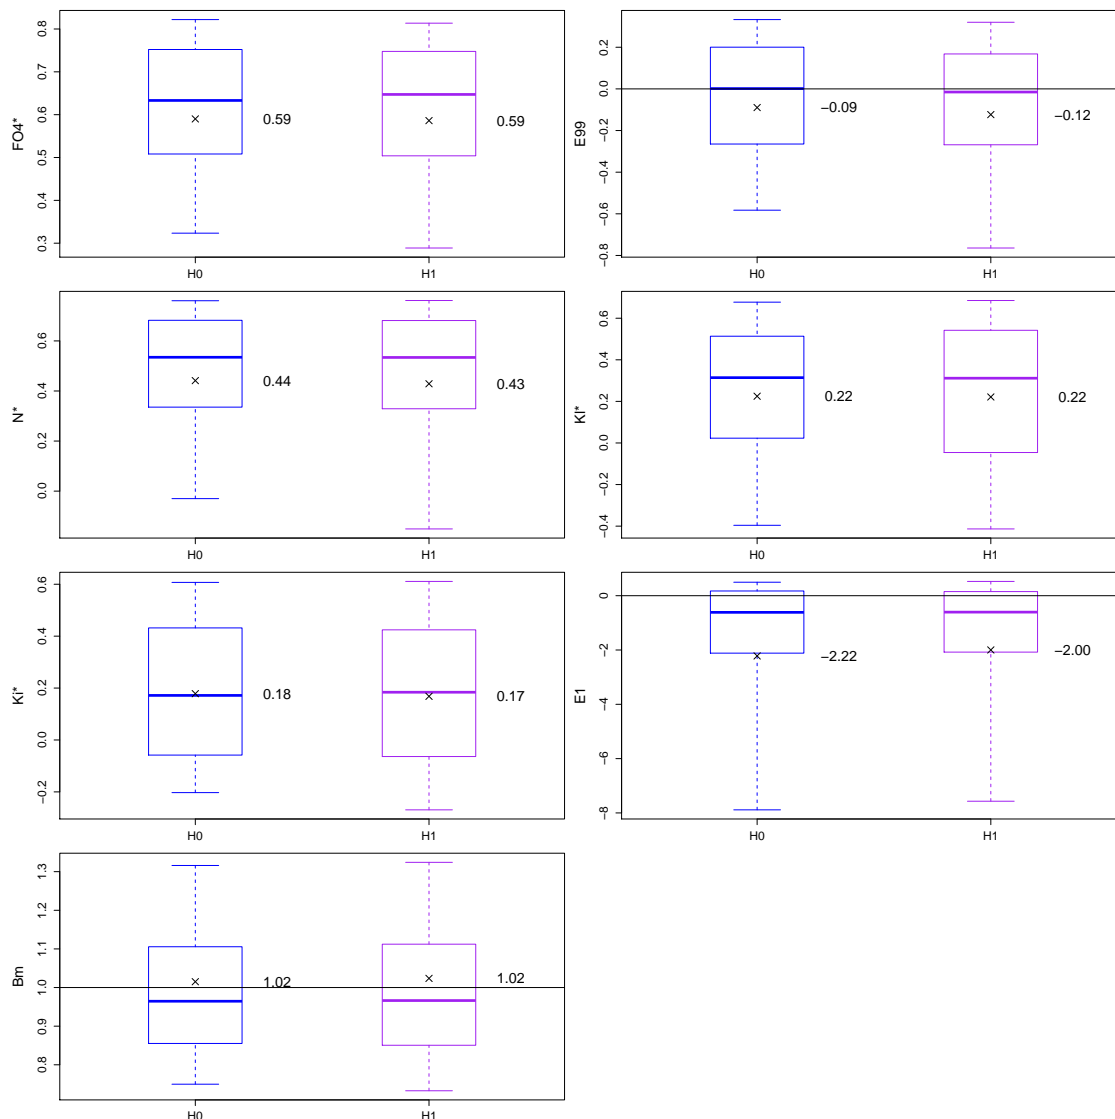 FO4*
0.8
0.7
0.6
0.5
0.4
0.3
0.59
0.59
H0
H1
E99
0.2
0.0
−0.2
−0.4
−0.6
−0.8
−0.09
−0.12
H0
H1
N*
0.6
0.4
0.2
0.0
0.44
0.43
H0
H1
KI*
0.6
0.4
0.2
0.0
−0.2
−0.4
0.22
0.22
H0
H1
Ki*
0.6
0.4
0.2
0.0
−0.2
0.18
0.17
H0
H1
E1
0
−2
−4
−6
−8
−2.22
−2.00
H0
H1
Bm
1.3
1.2
1.1
1.0
0.9
0.8
1.02
1.02
H0
H1